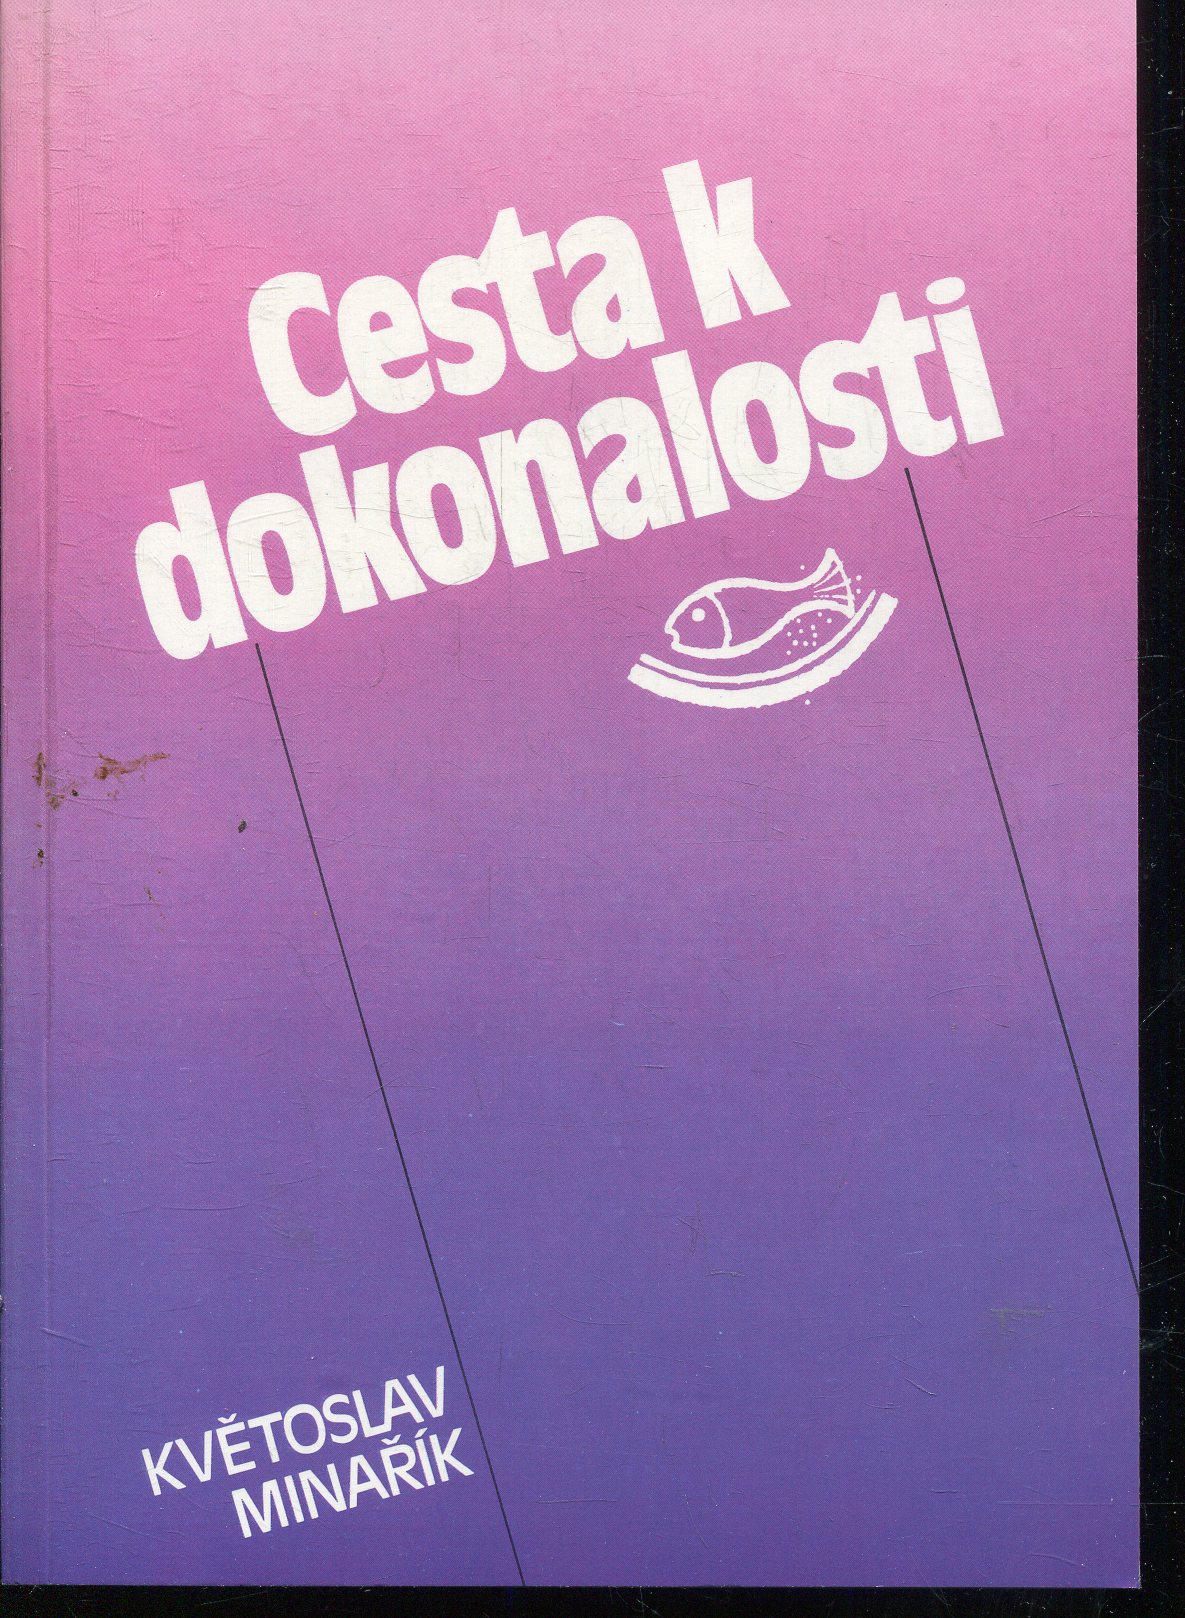 Cesta k
dokonalosti
KVĚTOSLAV
MINAŘÍK